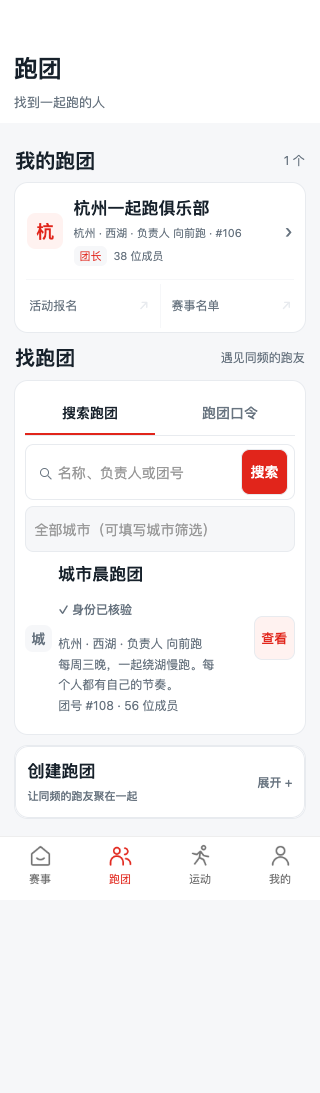 跑团
找到一起跑的人
我的跑团
1 个
杭
杭州一起跑俱乐部
杭州 · 西湖 · 负责人 向前跑 · #106
团长 38 位成员
活动报名
赛事名单
找跑团
遇见同频的跑友
搜索跑团
跑团口令
名称、负责人或团号
搜索
全部城市（可填写城市筛选）
城市晨跑团
✓ 身份已核验
城
杭州 · 西湖 · 负责人 向前跑
每周三晚，一起绕湖慢跑。每
个人都有自己的节奏。
团号 #108 · 56 位成员
查看
创建跑团
让同频的跑友聚在一起
展开 +
赛事
跑团
运动
我的